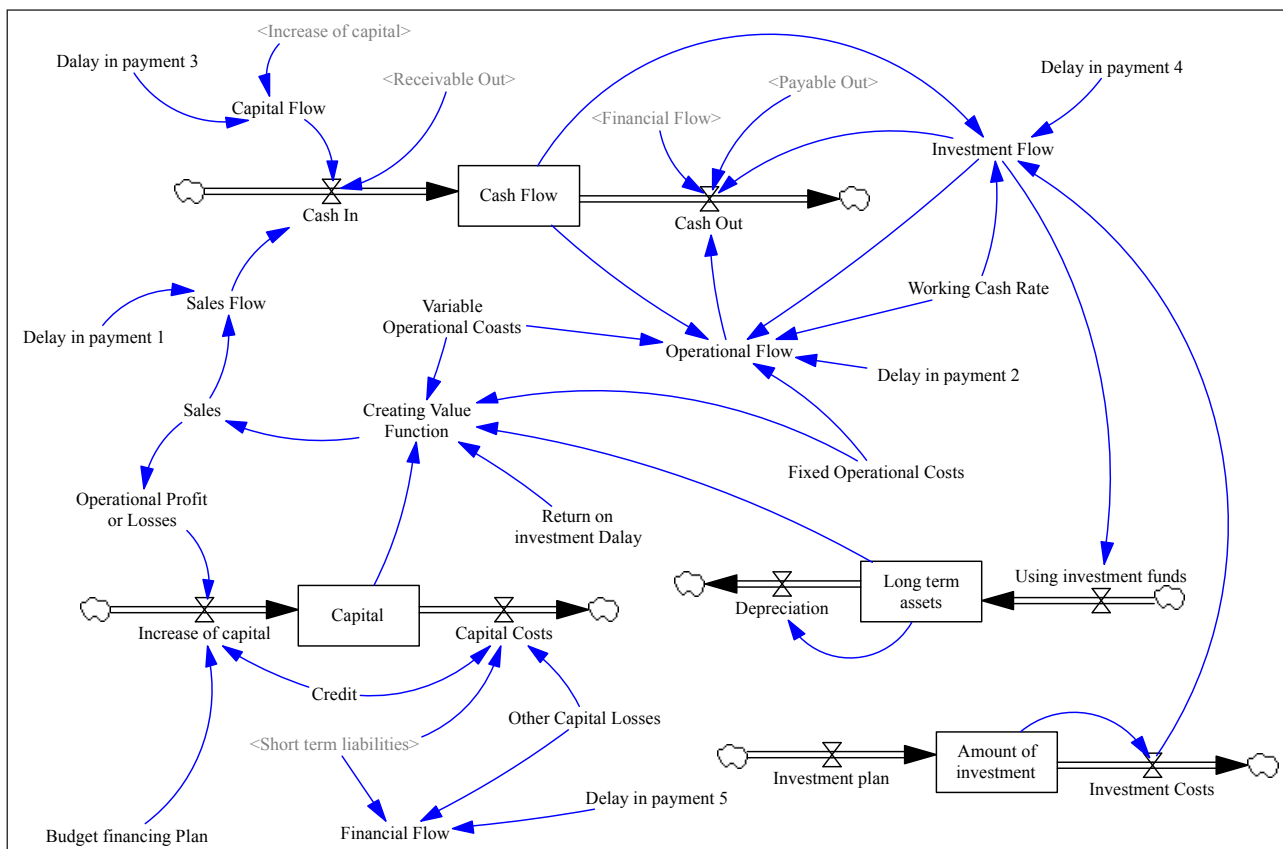 <Increase of capital>
Dalay in payment 3
<Receivable Out>
Delay in payment 4
<Payable Out>
Capital Flow
<Financial Flow>
Investment Flow
Cash Flow
Cash In
Cash Out
Sales Flow
Working Cash Rate
Variable
Operational Coasts
Delay in payment 1
Operational Flow
Delay in payment 2
Sales
Creating Value
Function
Fixed Operational Costs
Operational Profit
or Losses
Return on
investment Dalay
Long term
assets
Using investment funds
Depreciation
Capital
Increase of capital
Capital Costs
Credit
Other Capital Losses
<Short term liabilities>
Amount of
investment
Investment plan
Investment Costs
Delay in payment 5
Budget financing Plan
Financial Flow